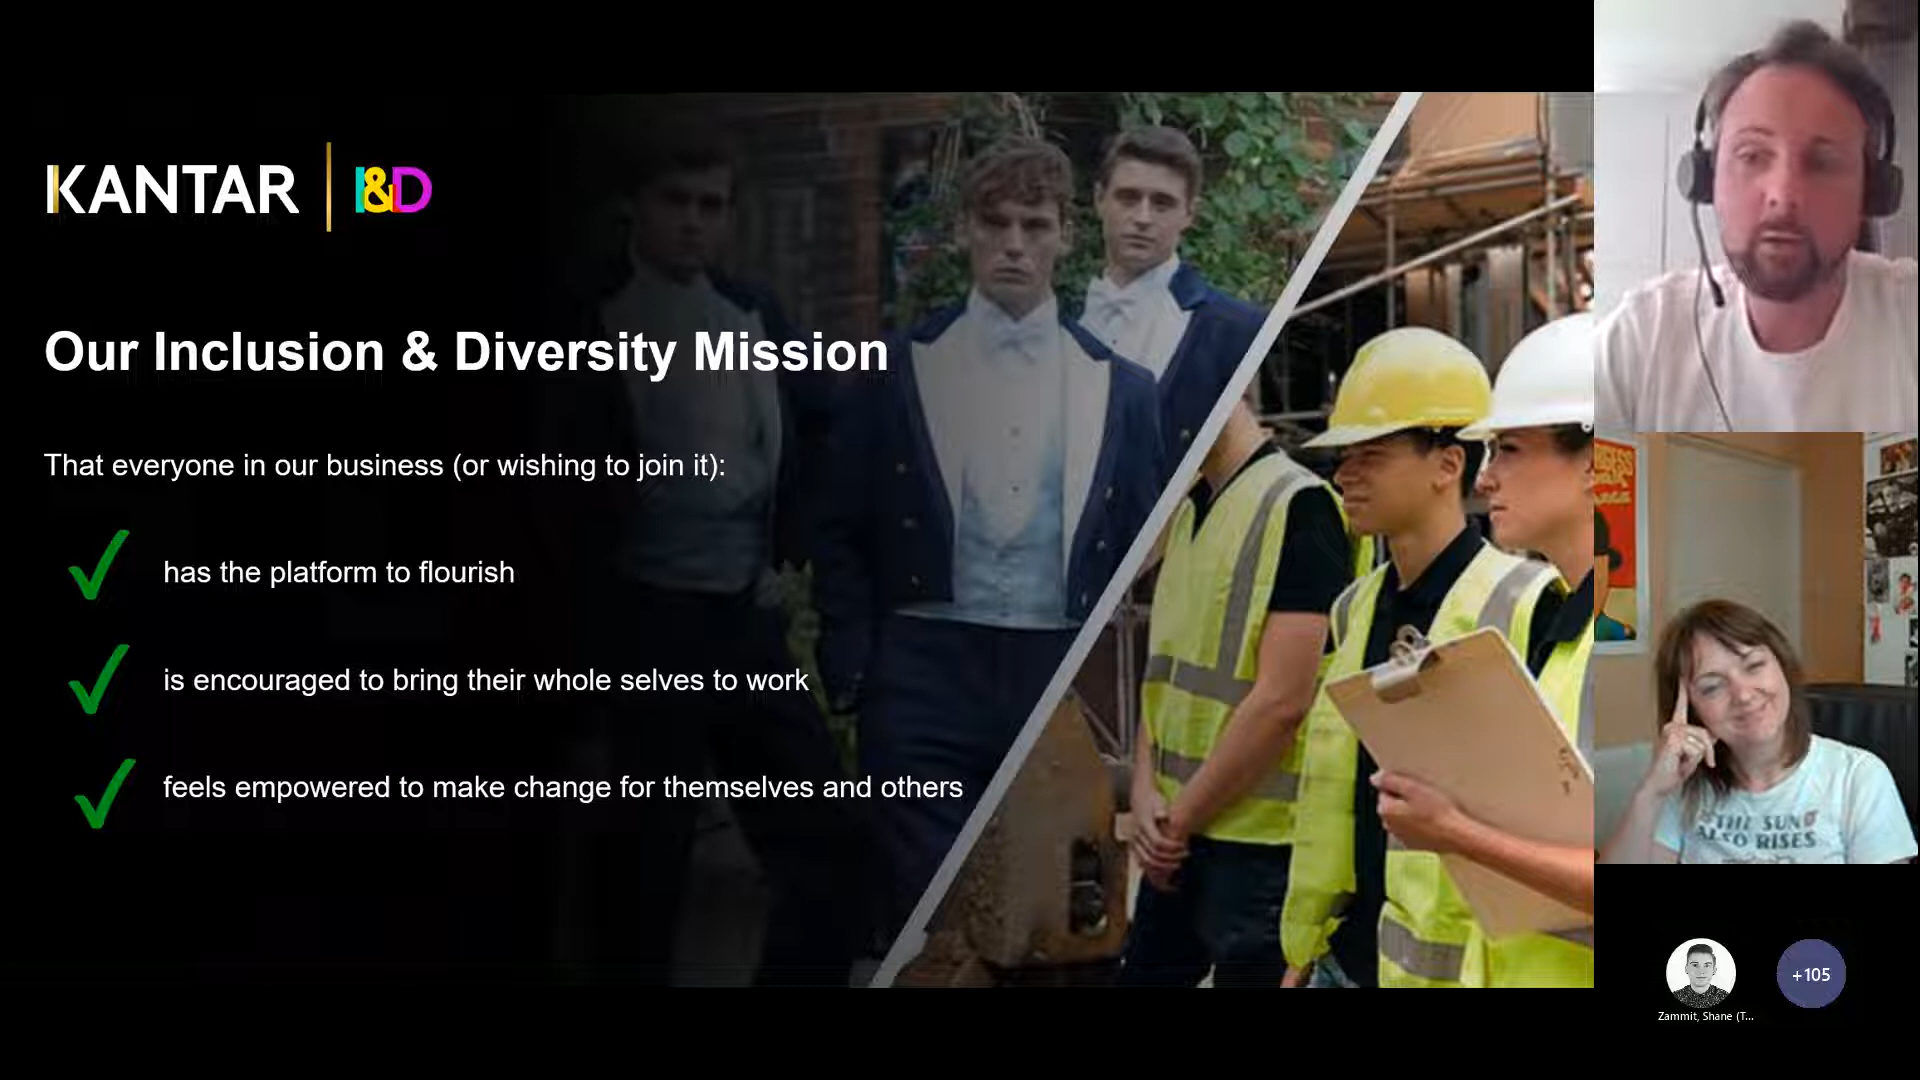 KANTAR I&D
Our Inclusion & Diversity Mission
That everyone in our business (or wishing to join it):
has the platform to flourish
is encouraged to bring their whole selves to work
feels empowered to make change for themselves and others
THE SUN
ALSO RISES
+105
Zammit, Shane (T...